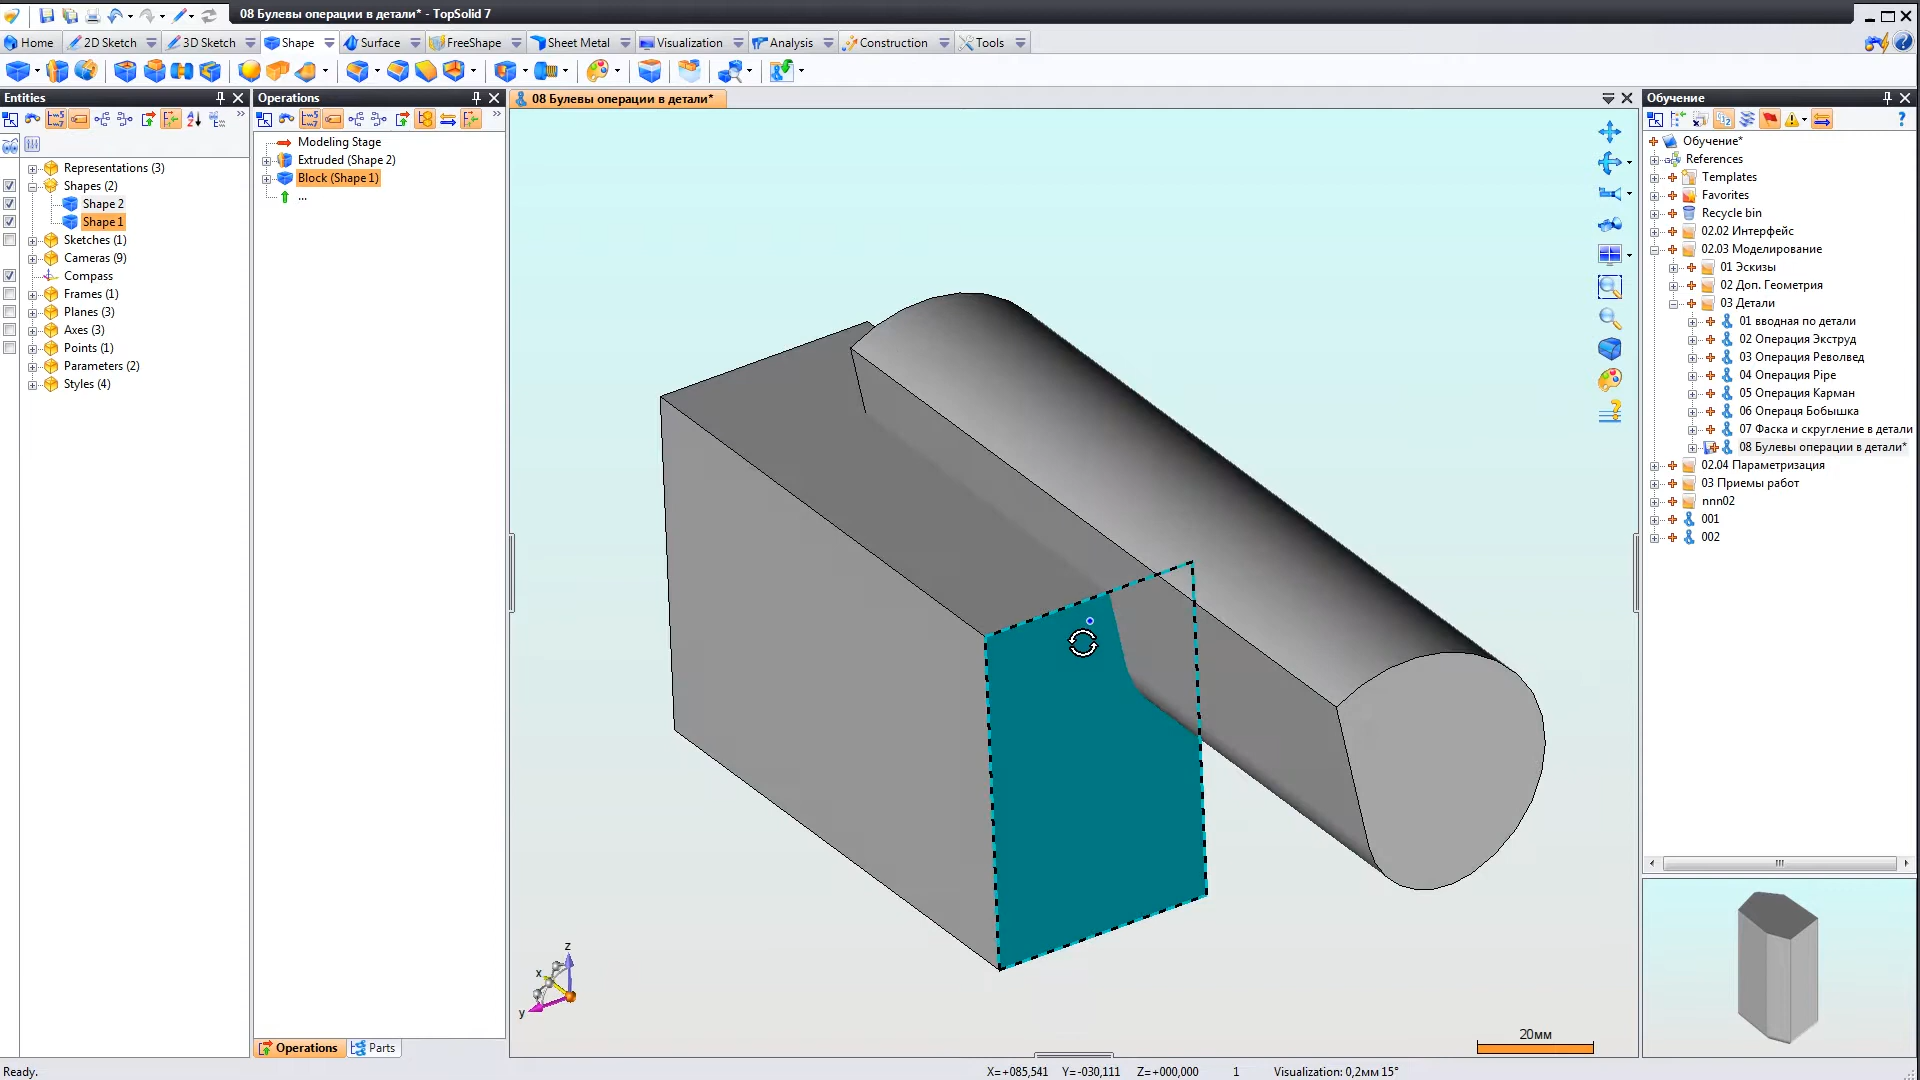 08 Булевы операции в детали* - TopSolid 7
Home
2D Sketch
3D Sketch
Shape
Surface
FreeShape
Sheet Metal
Visualization
Analysis
Construction
Tools
Entities
Representations (3)
Shapes (2)
Shape 2
Shape 1
Sketches (1)
Cameras (9)
Compass
Frames (1)
Planes (3)
Axes (3)
Points (1)
Parameters (2)
Styles (4)
Operations
Modeling Stage
Extruded (Shape 2)
Block (Shape 1)
...
Operations
Parts
08 Булевы операции в детали*
z
x
y
20мм
Обучение
Обучение*
References
Templates
Favorites
Recycle bin
02.02 Интерфейс
02.03 Моделирование
01 Эскизы
02 Доп. Геометрия
03 Детали
01 вводная по детали
02 Операция Экструд
03 Операция Револвед
04 Операция Pipe
05 Операция Карман
06 Операця Бобышка
07 Фаска и скругление в детали
08 Булевы операции в детали*
02.04 Параметризация
03 Приемы работ
nnn02
001
002
Ready.
X=+085,541 Y=-030,111 Z=+000,000 1 Visualization: 0,2мм 15°